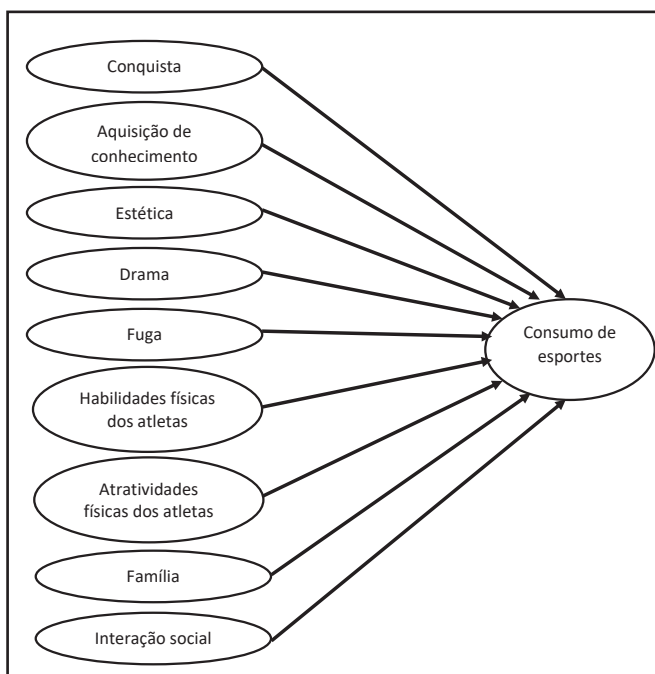 Conquista
Aquisição de
conhecimento
Estética
Drama
Fuga
Habilidades físicas
dos atletas
Atratividades
físicas dos atletas
Família
Interação social
Consumo de
esportes